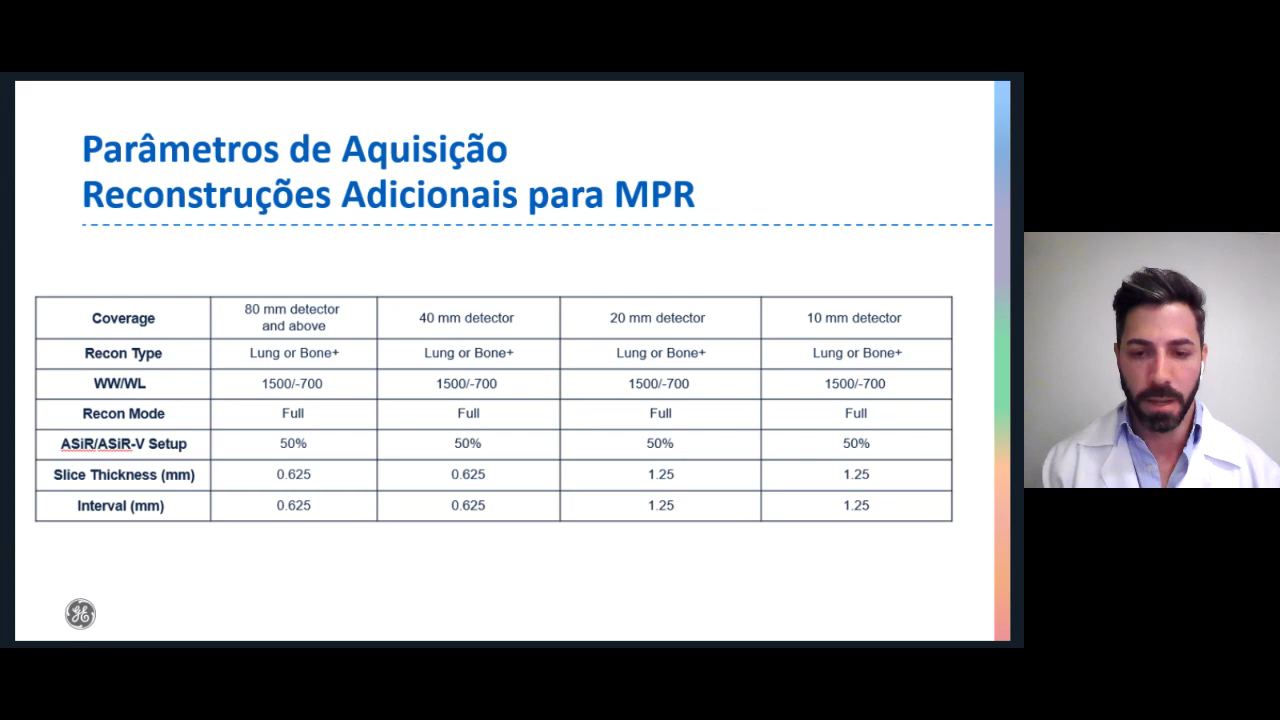 Parâmetros de Aquisição
Reconstruções Adicionais para MPR
Coverage 80 mm detector and above 40 mm detector 20 mm detector 10 mm detector
Recon Type Lung or Bone+ Lung or Bone+ Lung or Bone+ Lung or Bone+
WW/WL 1500/-700 1500/-700 1500/-700 1500/-700
Recon Mode Full Full Full Full
ASiR/ASiR-V Setup 50% 50% 50% 50%
Slice Thickness (mm) 0.625 0.625 1.25 1.25
Interval (mm) 0.625 0.625 1.25 1.25
GE